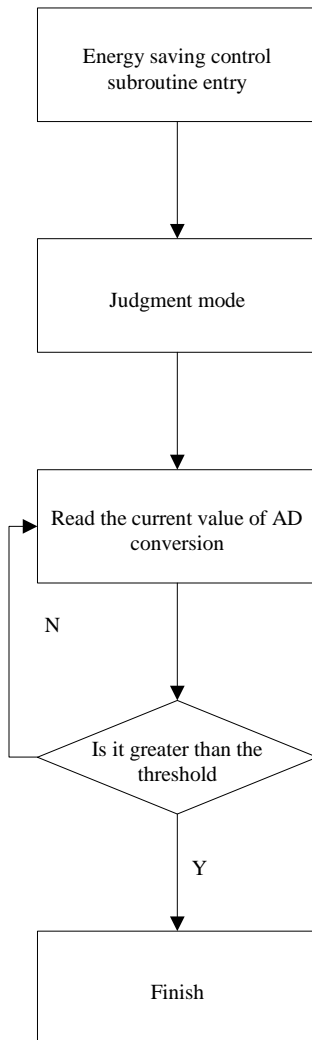 Energy saving control
subroutine entry
Judgment mode
Read the current value of AD
conversion
N
Is it greater than the
threshold
Y
Finish